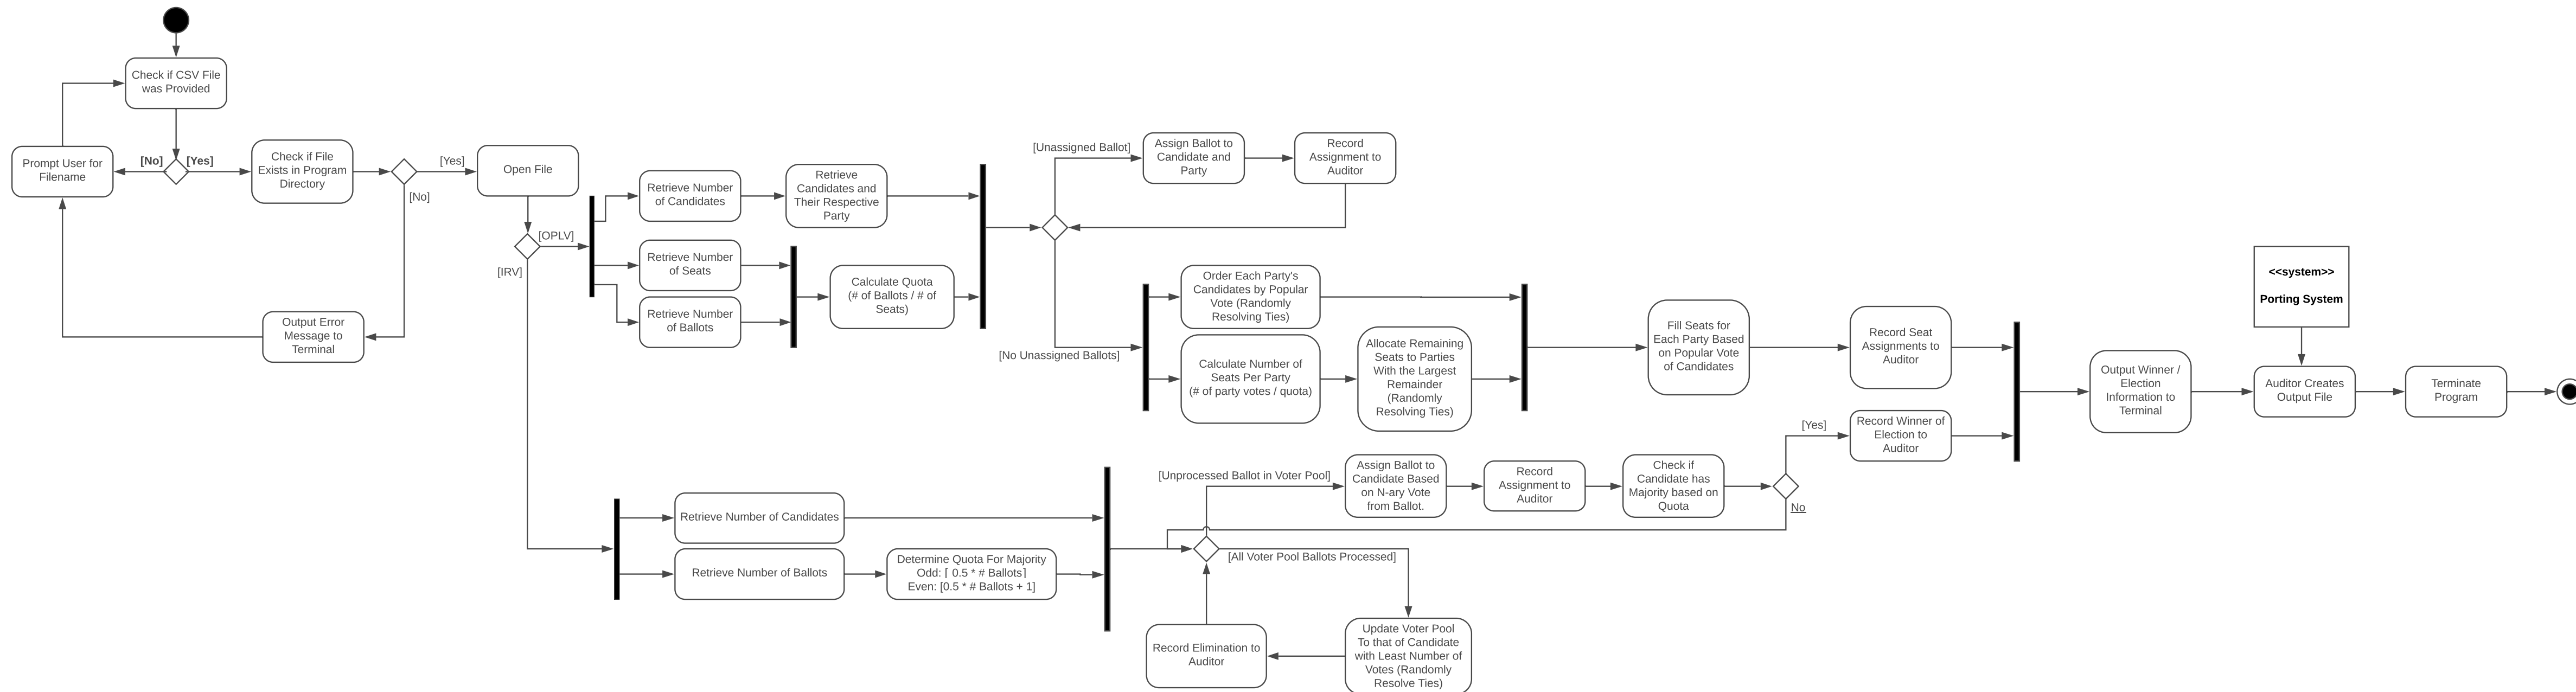 Check if CSV File
was Provided
Prompt User for
Filename
[No]
[Yes]
Check if File
Exists in Program
Directory
[Yes]
[No]
Output Error
Message to
Terminal
Open File
[OPLV]
[IRV]
Retrieve Number
of Candidates
Retrieve
Candidates and
Their Respective
Party
Retrieve Number
of Seats
Retrieve Number
of Ballots
Calculate Quota
(# of Ballots / # of
Seats)
[Unassigned Ballot]
Assign Ballot to
Candidate and
Party
Record
Assignment to
Auditor
[No Unassigned Ballots]
Order Each Party's
Candidates by Popular
Vote (Randomly
Resolving Ties)
Calculate Number of
Seats Per Party
(# of party votes / quota)
Allocate Remaining
Seats to Parties
With the Largest
Remainder
(Randomly
Resolving Ties)
Fill Seats for
Each Party Based
on Popular Vote
of Candidates
Record Seat
Assignments to
Auditor
Retrieve Number of Candidates
Retrieve Number of Ballots
Determine Quota For Majority
Odd: ⌈ 0.5 * # Ballots⌉
Even: [0.5 * # Ballots + 1]
[Unprocessed Ballot in Voter Pool]
Assign Ballot to
Candidate Based
on N-ary Vote
from Ballot.
Record
Assignment to
Auditor
Check if
Candidate has
Majority based on
Quota
[Yes]
No
Record Winner of
Election to
Auditor
[All Voter Pool Ballots Processed]
Update Voter Pool
To that of Candidate
with Least Number of
Votes (Randomly
Resolve Ties)
Record Elimination to
Auditor
Output Winner /
Election
Information to
Terminal
<<system>>
Porting System
Auditor Creates
Output File
Terminate
Program